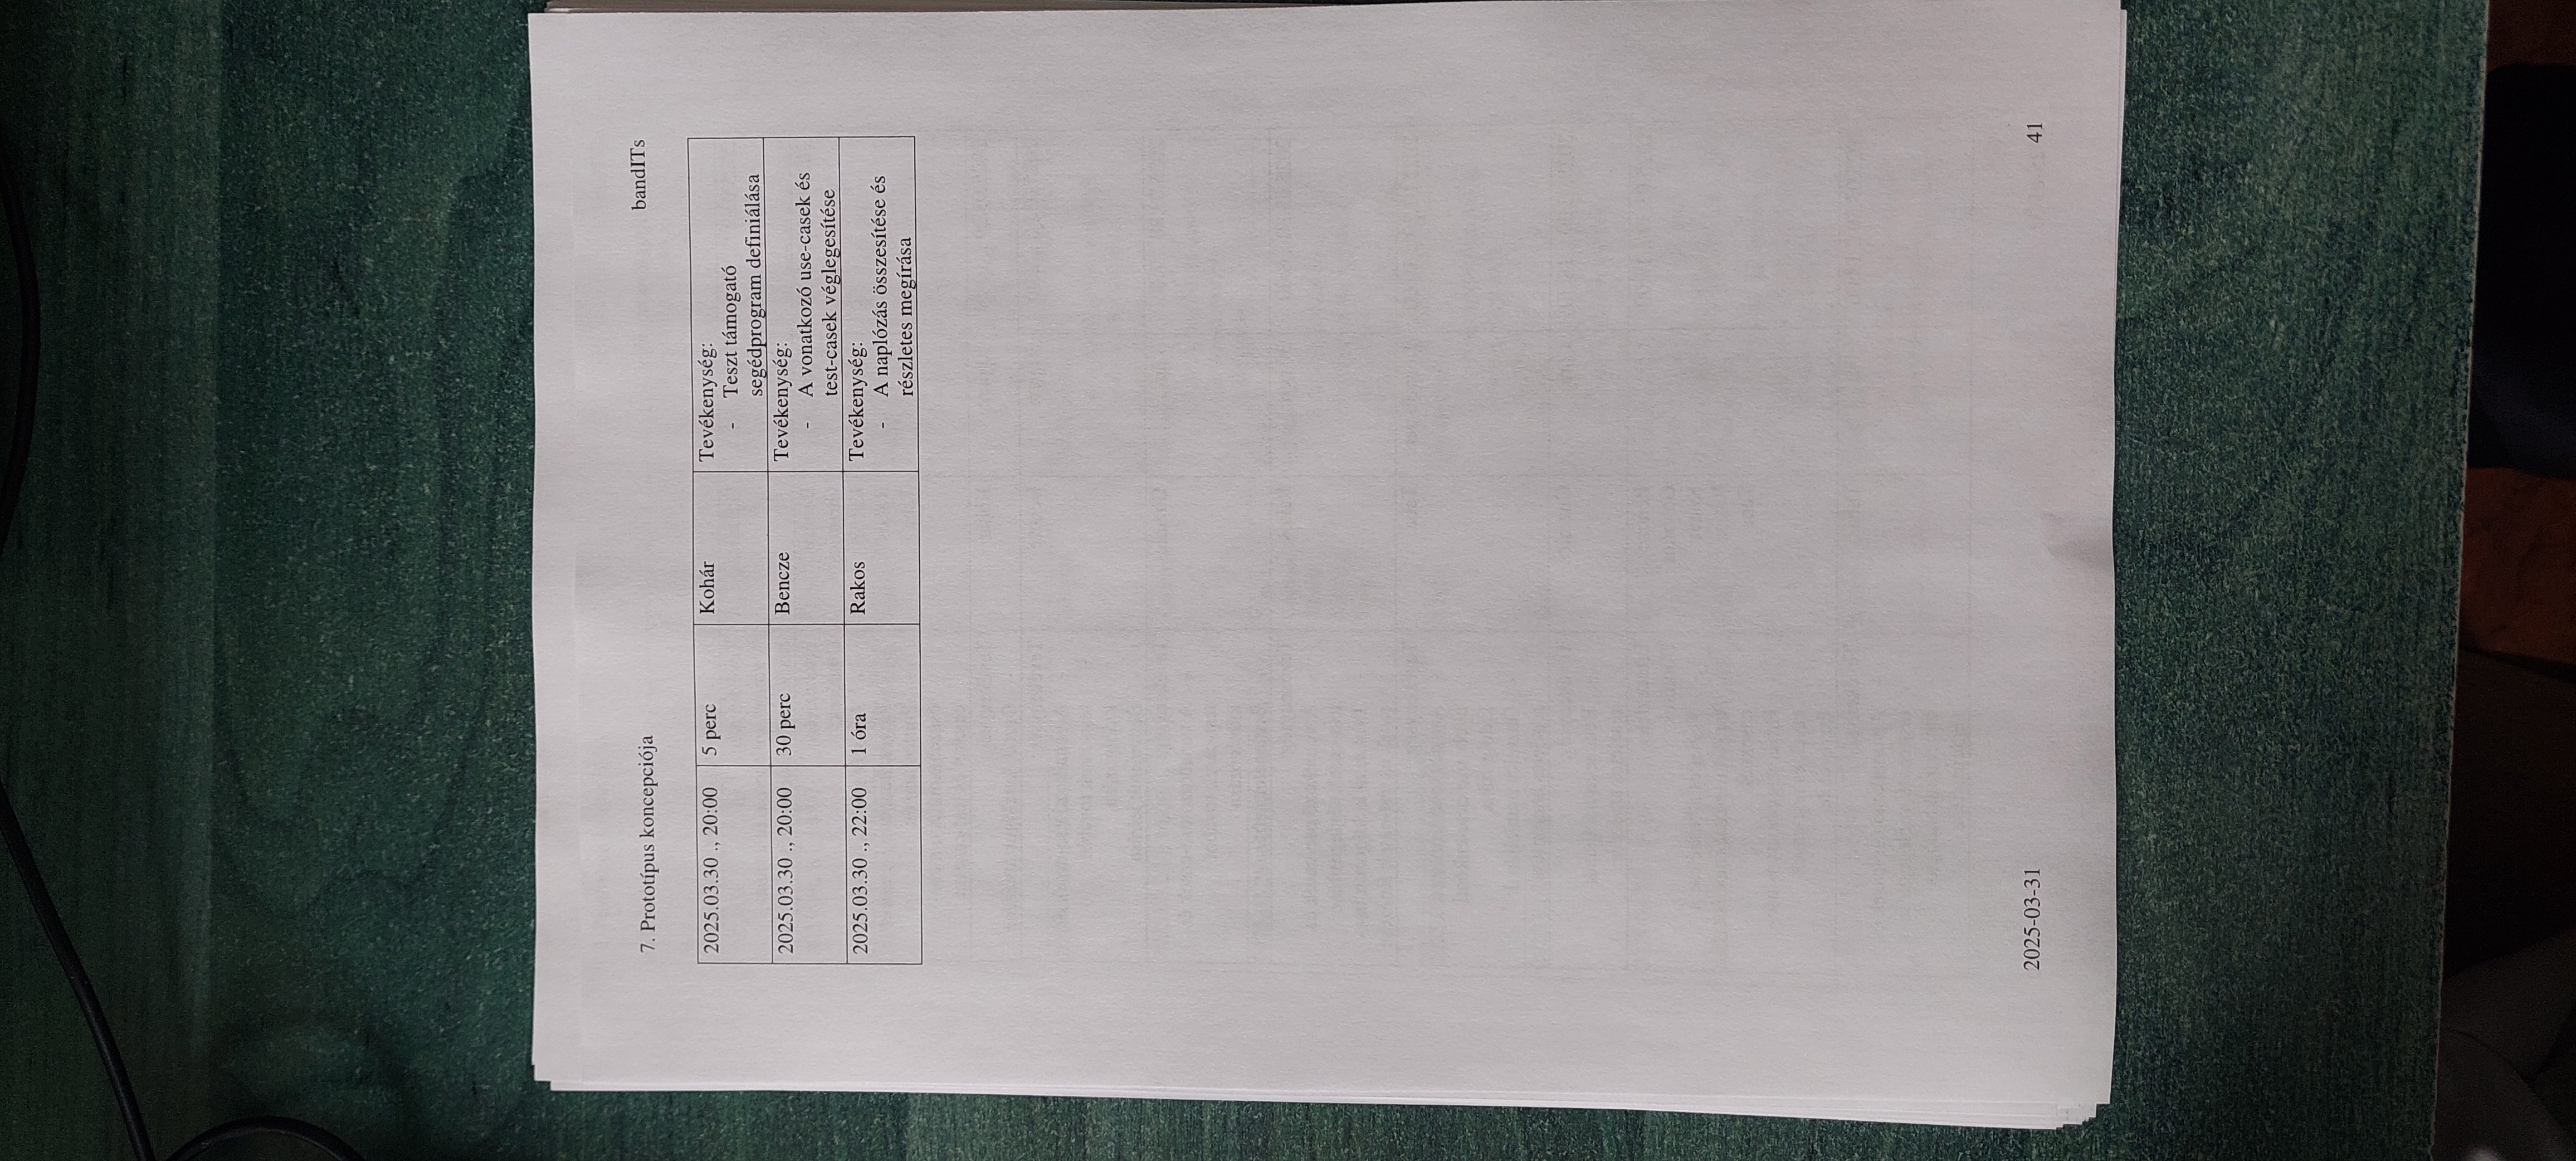 7. Prototípus koncepciója bandITs
2025.03.30 ., 20:00 5 perc Kohár Tevékenység:
- Teszt támogató
segédprogram definiálása
2025.03.30 ., 20:00 30 perc Bencze Tevékenység:
- A vonatkozó use-casek és
test-casek véglegesítése
2025.03.30 ., 22:00 1 óra Rakos Tevékenység:
- A naplózás összesítése és
részletes megírása
2025-03-31 41